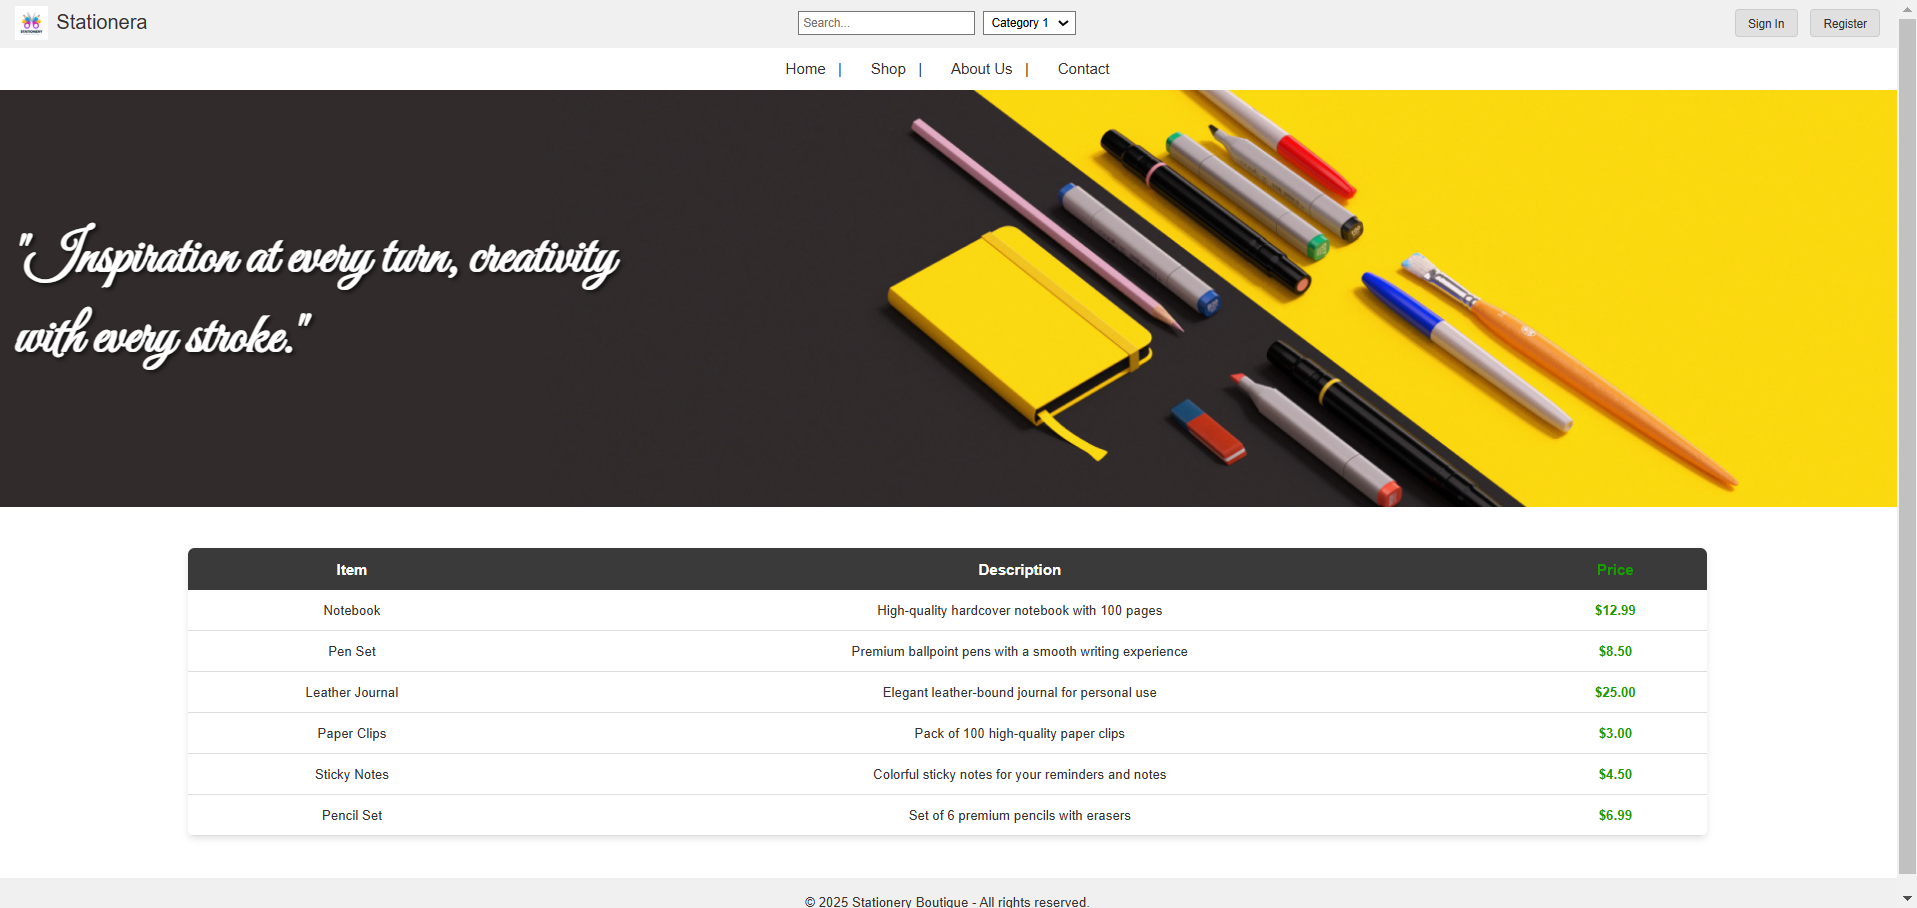 Stationera
Search...
Category 1
Sign In
Register
Home | Shop | About Us | Contact
"Inspiration at every turn, creativity
with every stroke."
Item Description Price
Notebook High-quality hardcover notebook with 100 pages $12.99
Pen Set Premium ballpoint pens with a smooth writing experience $8.50
Leather Journal Elegant leather-bound journal for personal use $25.00
Paper Clips Pack of 100 high-quality paper clips $3.00
Sticky Notes Colorful sticky notes for your reminders and notes $4.50
Pencil Set Set of 6 premium pencils with erasers $6.99
© 2025 Stationery Boutique - All rights reserved.